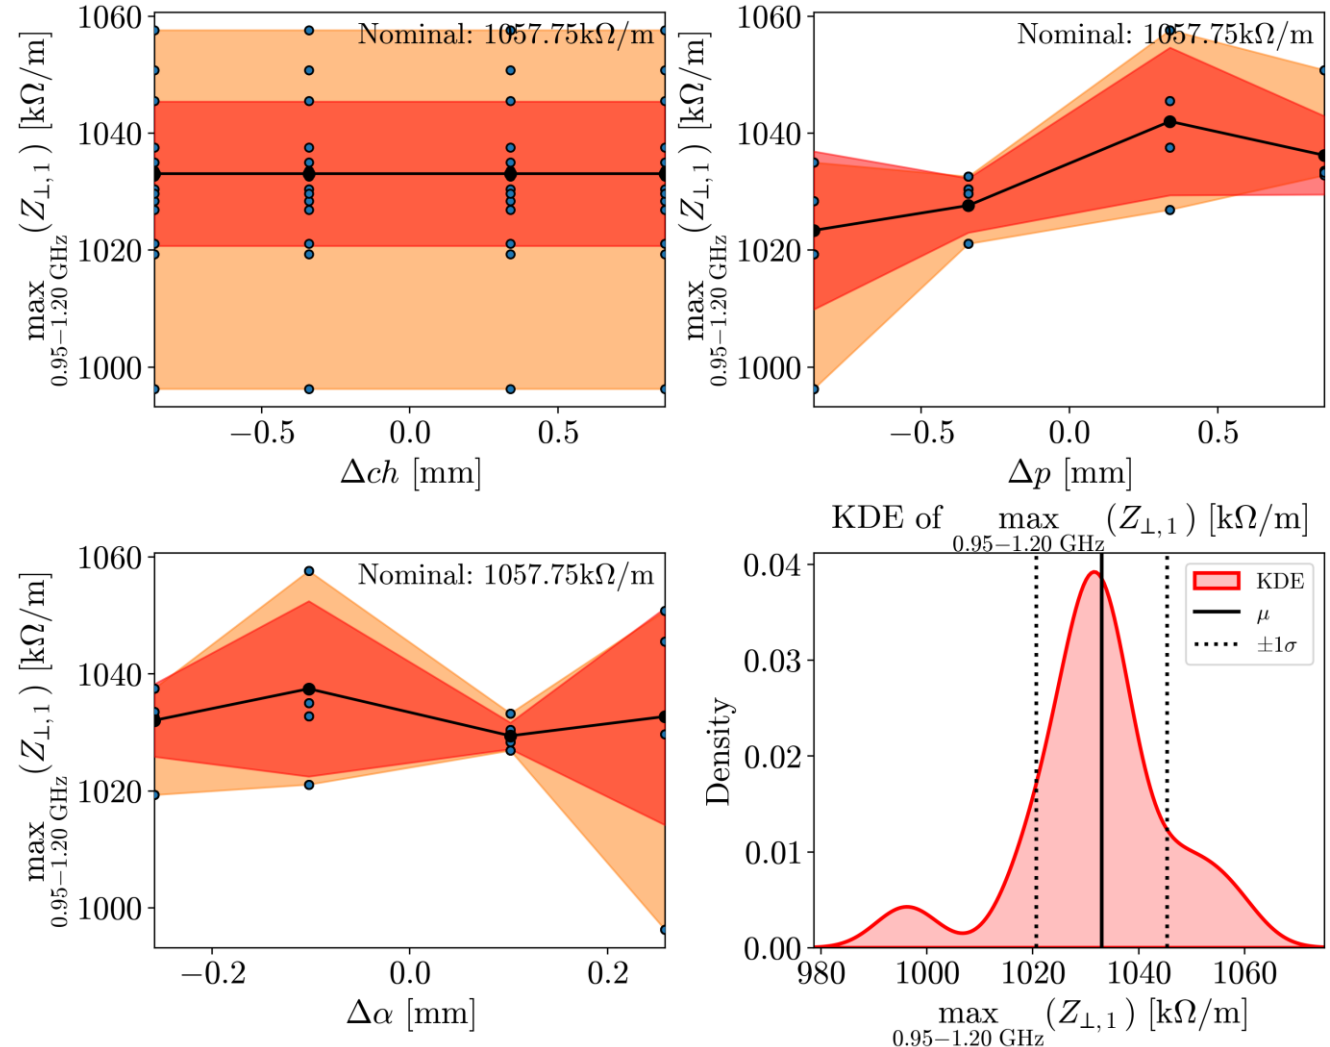 1060
1040
1020
1000
max (Z⊥,1) [kΩ/m]
0.95−1.20 GHz
Nominal: 1057.75kΩ/m
−0.5 0.0 0.5
Δch [mm]
1060
1040
1020
1000
max (Z⊥,1) [kΩ/m]
0.95−1.20 GHz
Nominal: 1057.75kΩ/m
−0.5 0.0 0.5
Δp [mm]
1060
1040
1020
1000
max (Z⊥,1) [kΩ/m]
0.95−1.20 GHz
Nominal: 1057.75kΩ/m
−0.2 0.0 0.2
Δα [mm]
KDE of max (Z⊥,1) [kΩ/m]
0.95−1.20 GHz
0.04
0.03
0.02
0.01
0.00
Density
KDE
μ
±1σ
980 1000 1020 1040 1060
max (Z⊥,1) [kΩ/m]
0.95−1.20 GHz